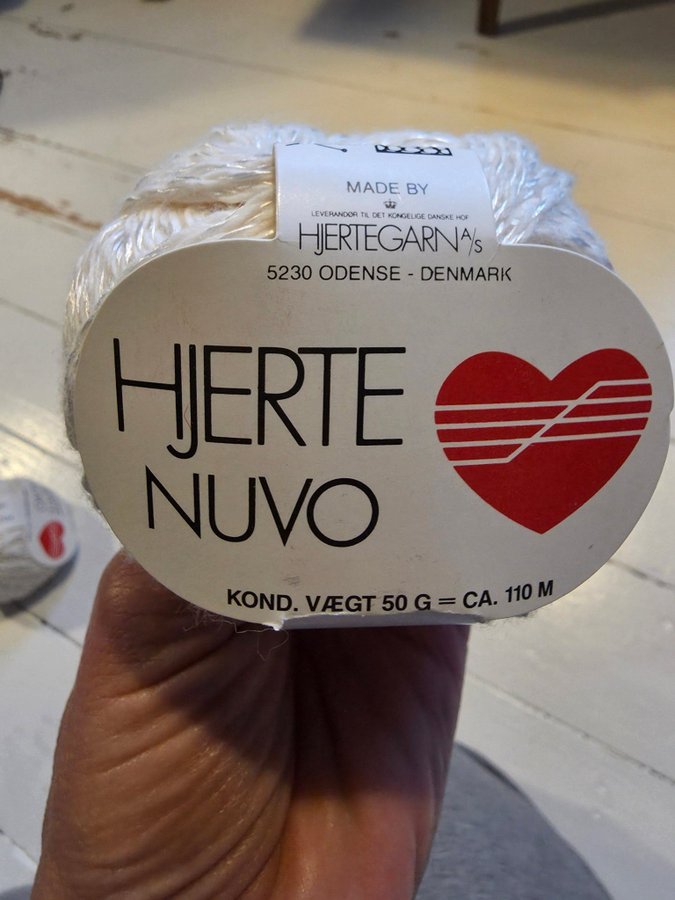 MADE BY
LEVERANDØR TIL DET KONGELIGE DANSKE HOF
HJERTEGARN A/S
5230 ODENSE - DENMARK
HJERTE
NUVO
KOND. VÆGT 50 G = CA. 110 M